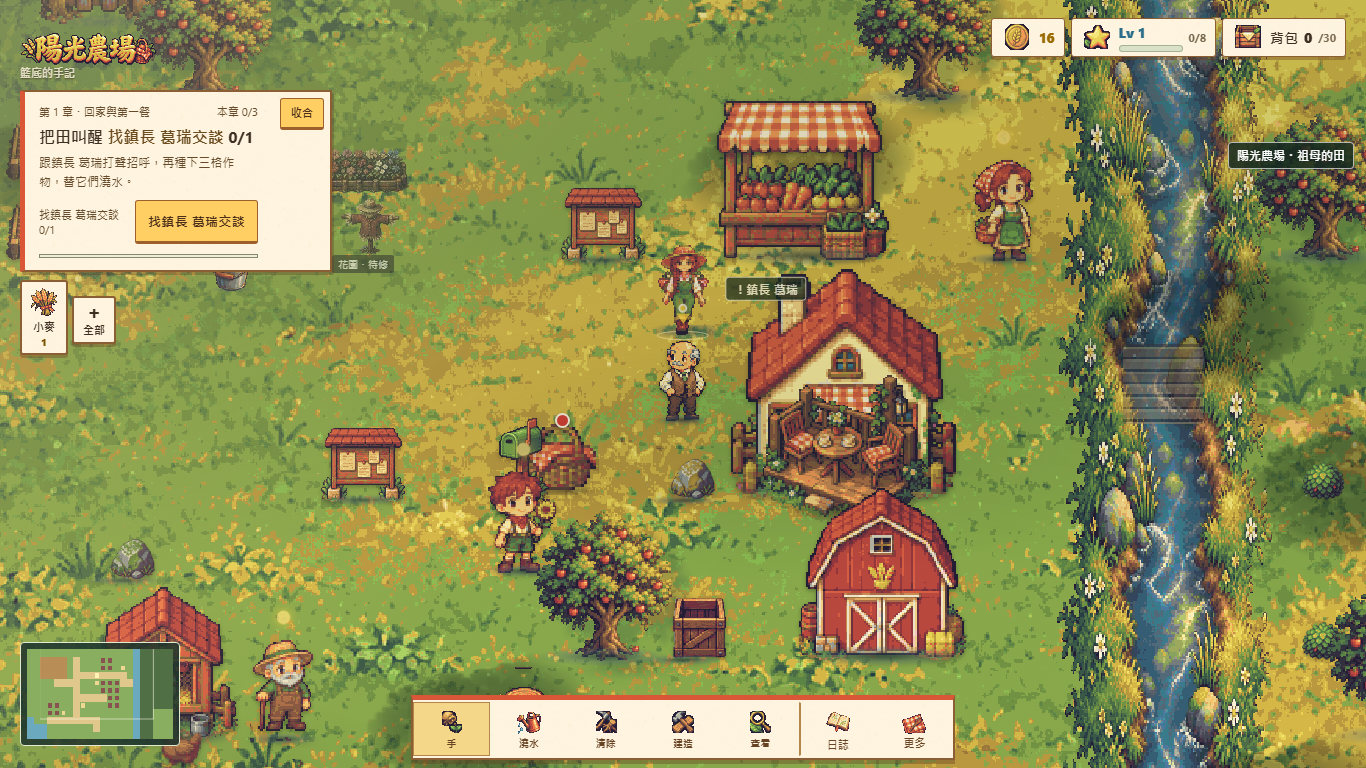 陽光農場
籃底的手記
第 1 章 · 回家與第一餐
本章 0/3
收合
把田叫醒 找鎮長 葛瑞交談 0/1
跟鎮長 葛瑞打聲招呼，再種下三格作
物，替它們澆水。
找鎮長 葛瑞交談
0/1
找鎮長 葛瑞交談
小麥
1
+
全部
花圃 · 待修
! 鎮長 葛瑞
16
Lv 1
0/8
背包 0 /30
陽光農場 · 祖母的田
手
澆水
清除
建造
查看
日誌
更多